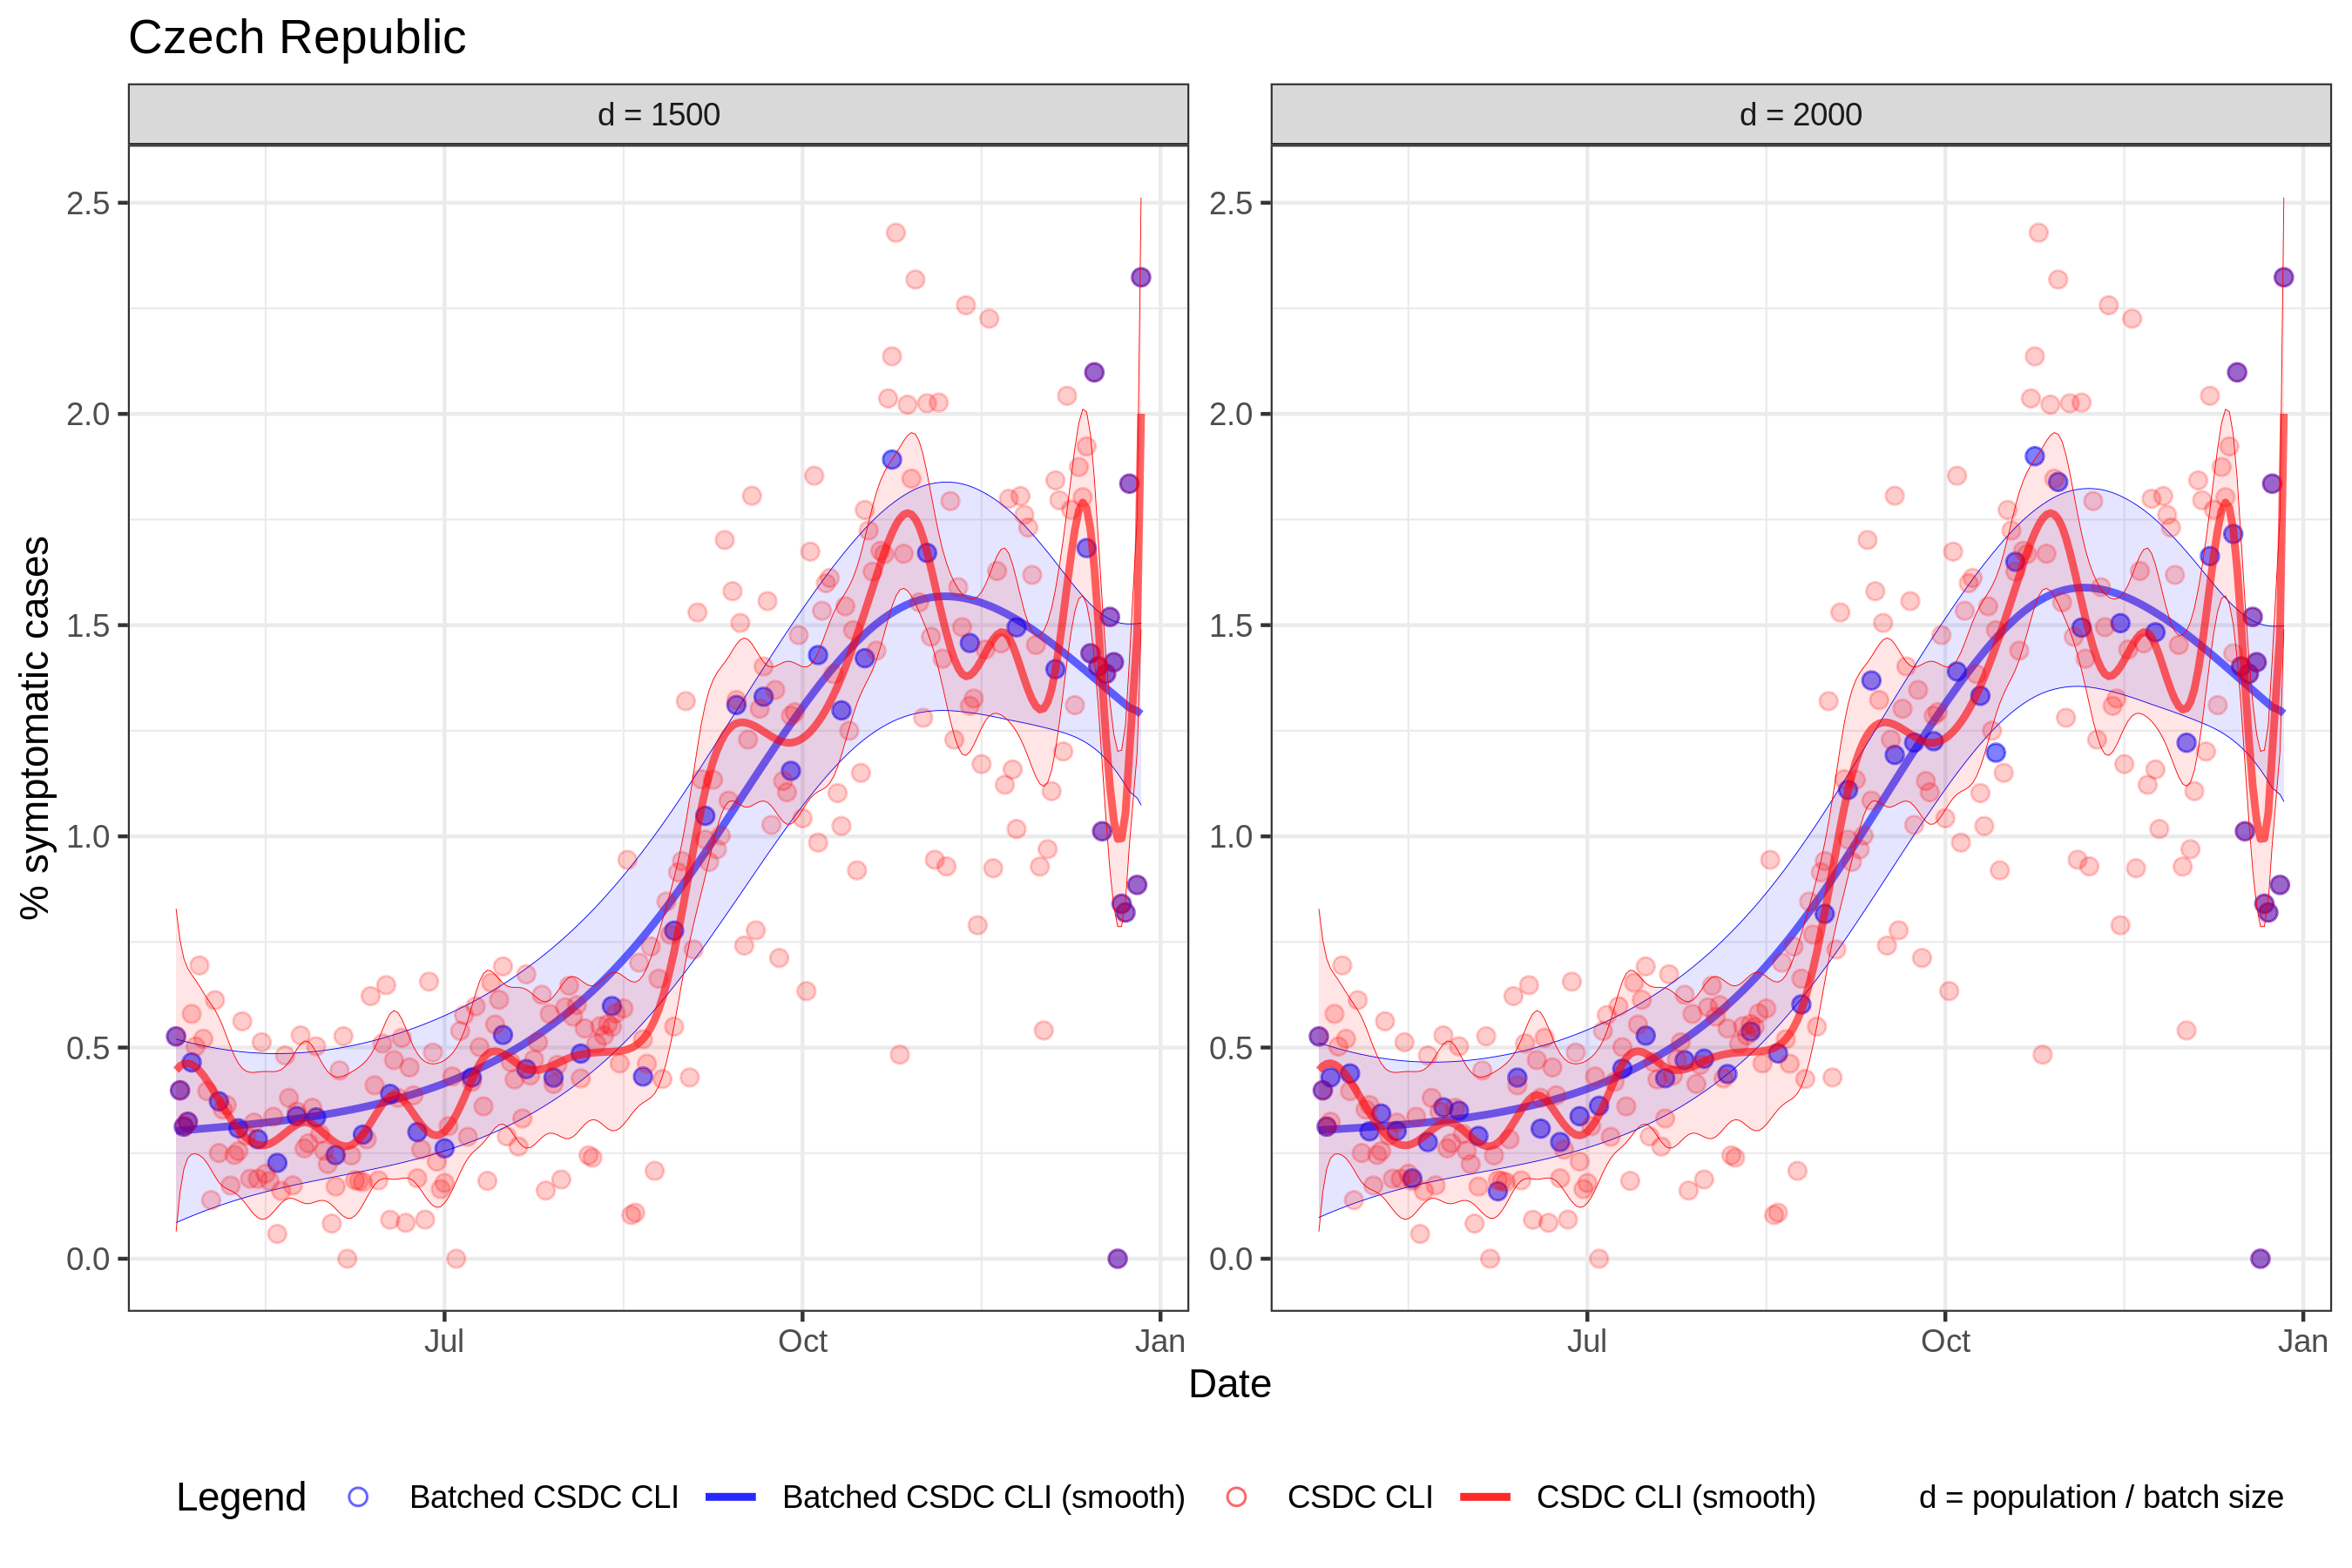 Czech Republic
d = 1500
d = 2000
% symptomatic cases
2.5
2.0
1.5
1.0
0.5
0.0
2.5
2.0
1.5
1.0
0.5
0.0
Jul
Oct
Jan
Jul
Oct
Jan
Date
Legend
Batched CSDC CLI
Batched CSDC CLI (smooth)
CSDC CLI
CSDC CLI (smooth)
d = population / batch size